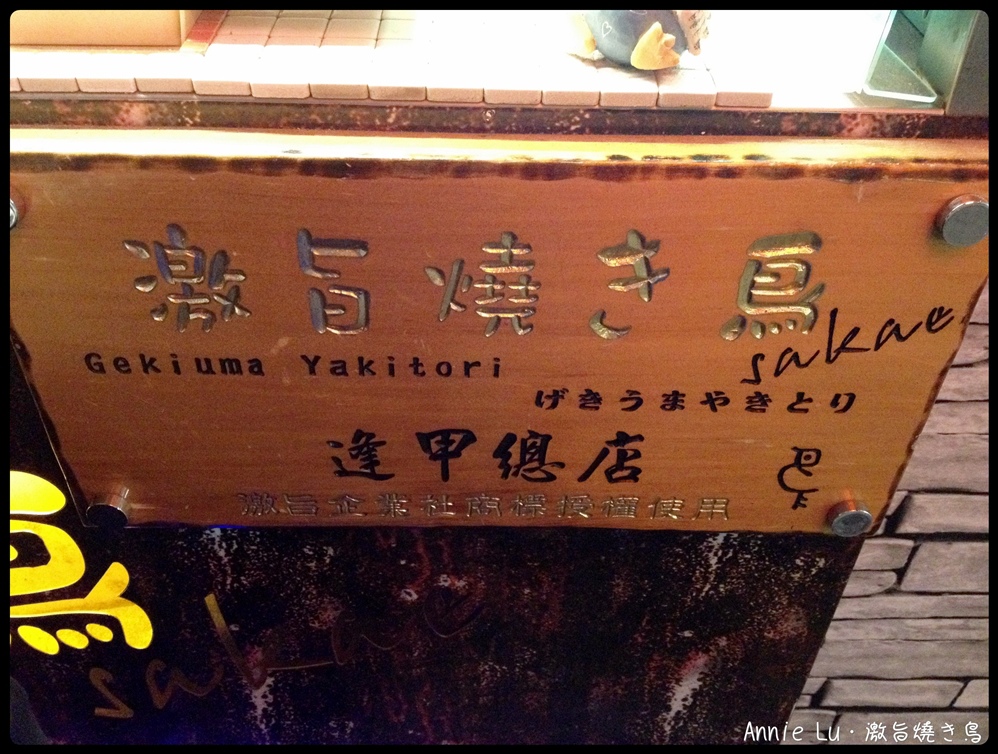 激旨燒き鳥
sakae
Gekiuma Yakitori
げきうまやきとり
逢甲總店
激旨企業社商標授權使用
sakae
Annie Lu · 激旨燒き鳥